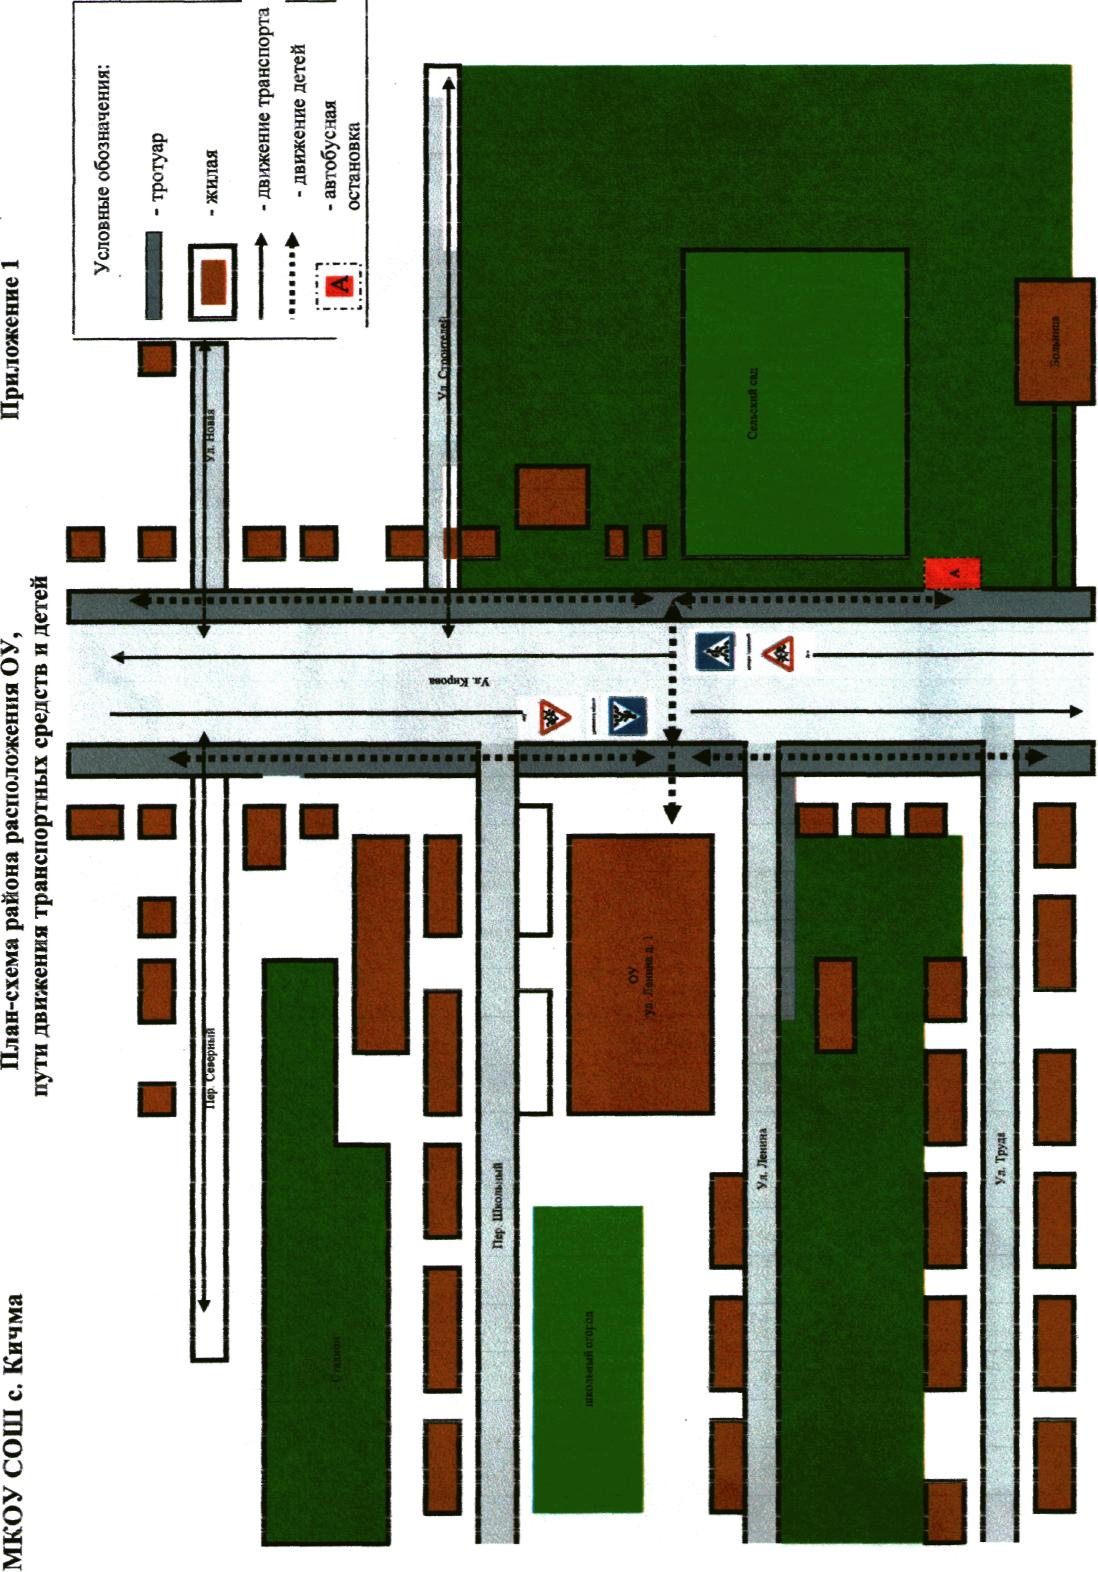 МКОУ СОШ с. Кичма
Приложение 1
План-схема района расположения ОУ,
пути движения транспортных средств и детей
Условные обозначения:
- тротуар
- жилая
- движение транспорта
- движение детей
А
- автобусная
остановка
Ул. Новая
Ул. Строителей
Сельский сад
Больница
А
Ул. Кирова
Пер. Северный
Стадион
Пер. Школьный
школьный огород
ОУ
ул. Ленина д. 1
Ул. Ленина
Ул. Труда